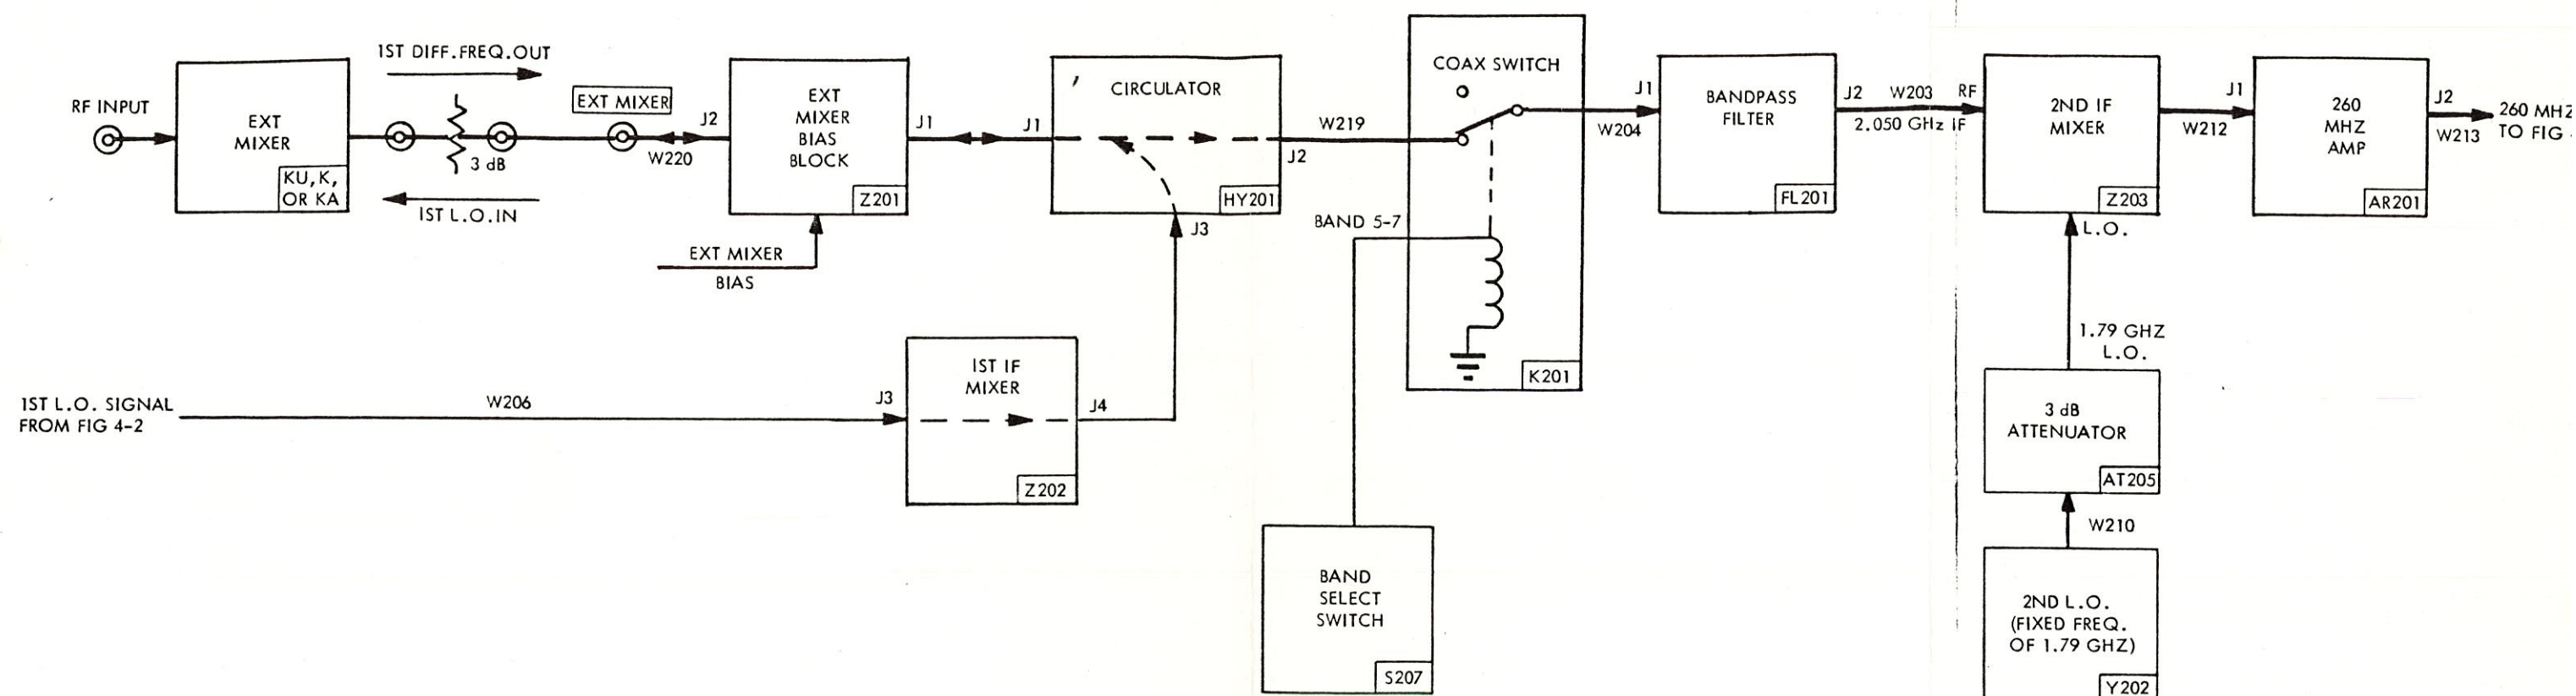 RF INPUT
EXT
MIXER
KU,K,
OR KA
1ST DIFF.FREQ.OUT
3 dB
1ST L.O.IN
EXT MIXER
W220
J2
EXT
MIXER
BIAS
BLOCK
Z201
EXT MIXER
BIAS
J1
J1
CIRCULATOR
HY201
J3
W219
J2
COAX SWITCH
BAND 5-7
K201
W204
J1
BANDPASS
FILTER
FL201
J2
W203
RF
2.050 GHz IF
2ND IF
MIXER
Z203
L.O.
W212
J1
260
MHZ
AMP
AR201
J2
W213
260 MHZ
TO FIG
1ST L.O. SIGNAL
FROM FIG 4-2
W206
J3
1ST IF
MIXER
Z202
J4
BAND
SELECT
SWITCH
S207
1.79 GHZ
L.O.
3 dB
ATTENUATOR
AT205
W210
2ND L.O.
(FIXED FREQ.
OF 1.79 GHZ)
Y202